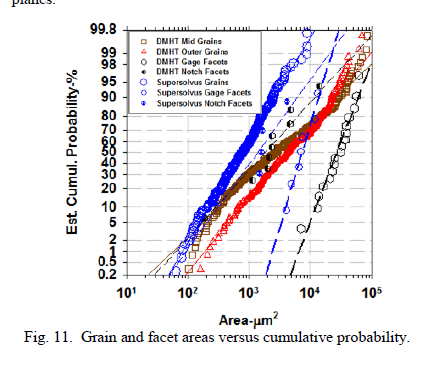 planes.
99.8
99
98
95
90
80
70
60
50
40
30
20
10
5
2
1
0.5
0.2
Est. Cumul Probability-%
DMHT Mid Grains
DMHT Outer Grains
DMHT Gage Facets
DMHT Notch Facets
Supersolvus Grains
Supersolvus Gage Facets
Supersolvus Notch Facets
10¹ 10² 10³ 10⁴ 10⁵
Area-μm²
Fig. 11. Grain and facet areas versus cumulative probability.